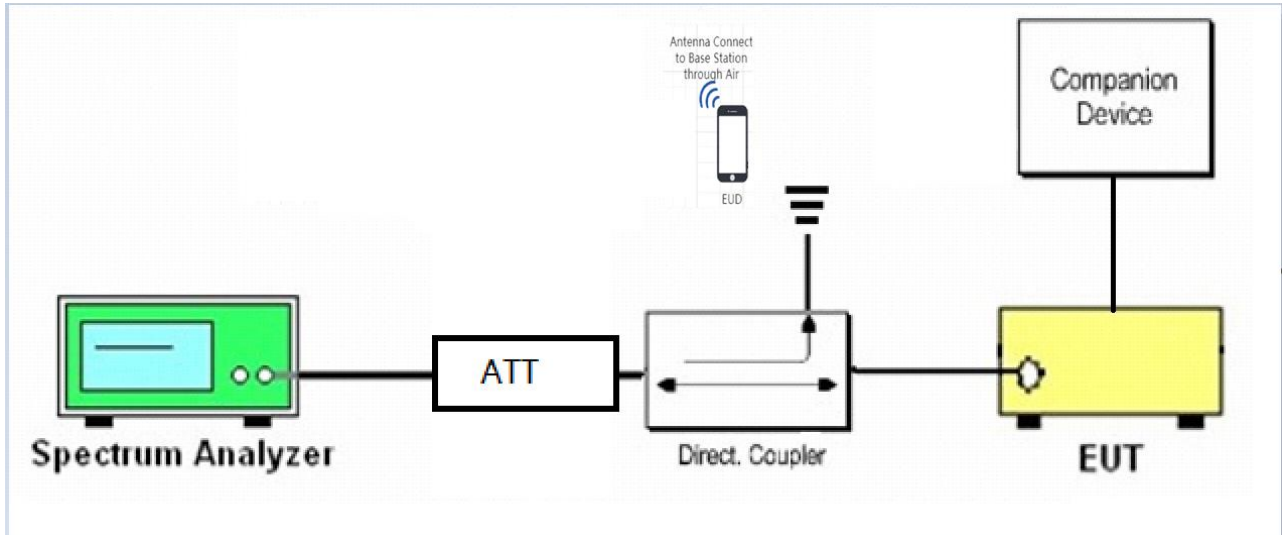 Antenna Connect
to Base Station
through Air
EUD
Companion
Device
ATT
Spectrum Analyzer
Direct. Coupler
EUT